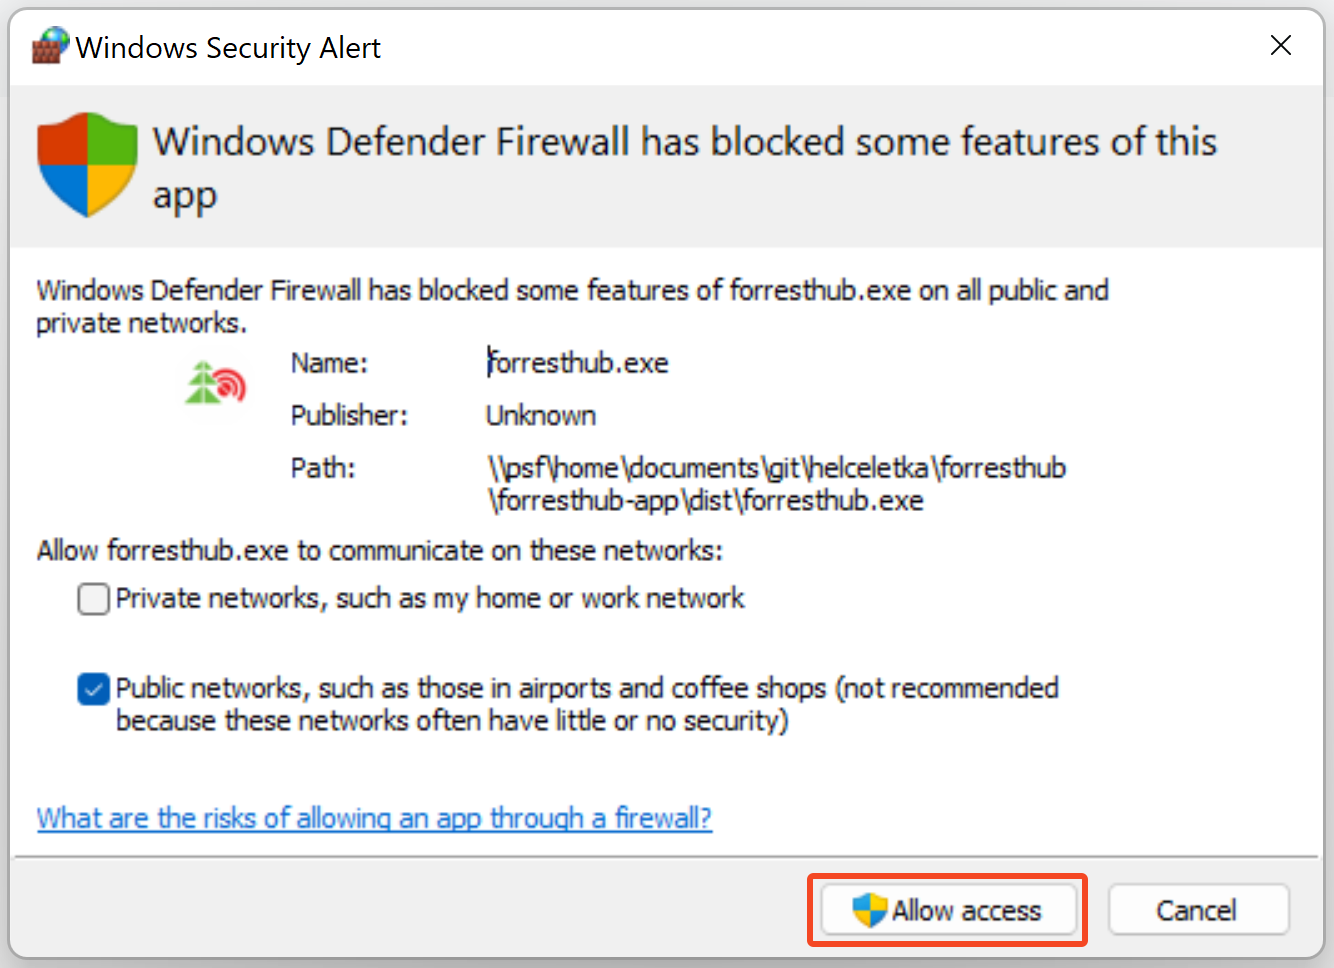 Windows Security Alert
Windows Defender Firewall has blocked some features of this
app
Windows Defender Firewall has blocked some features of forresthub.exe on all public and
private networks.
Name: forresthub.exe
Publisher: Unknown
Path: \\psf\home\documents\git\helceletka\forresthub
\forresthub-app\dist\forresthub.exe
Allow forresthub.exe to communicate on these networks:
Private networks, such as my home or work network
Public networks, such as those in airports and coffee shops (not recommended
because these networks often have little or no security)
What are the risks of allowing an app through a firewall?
Allow access
Cancel